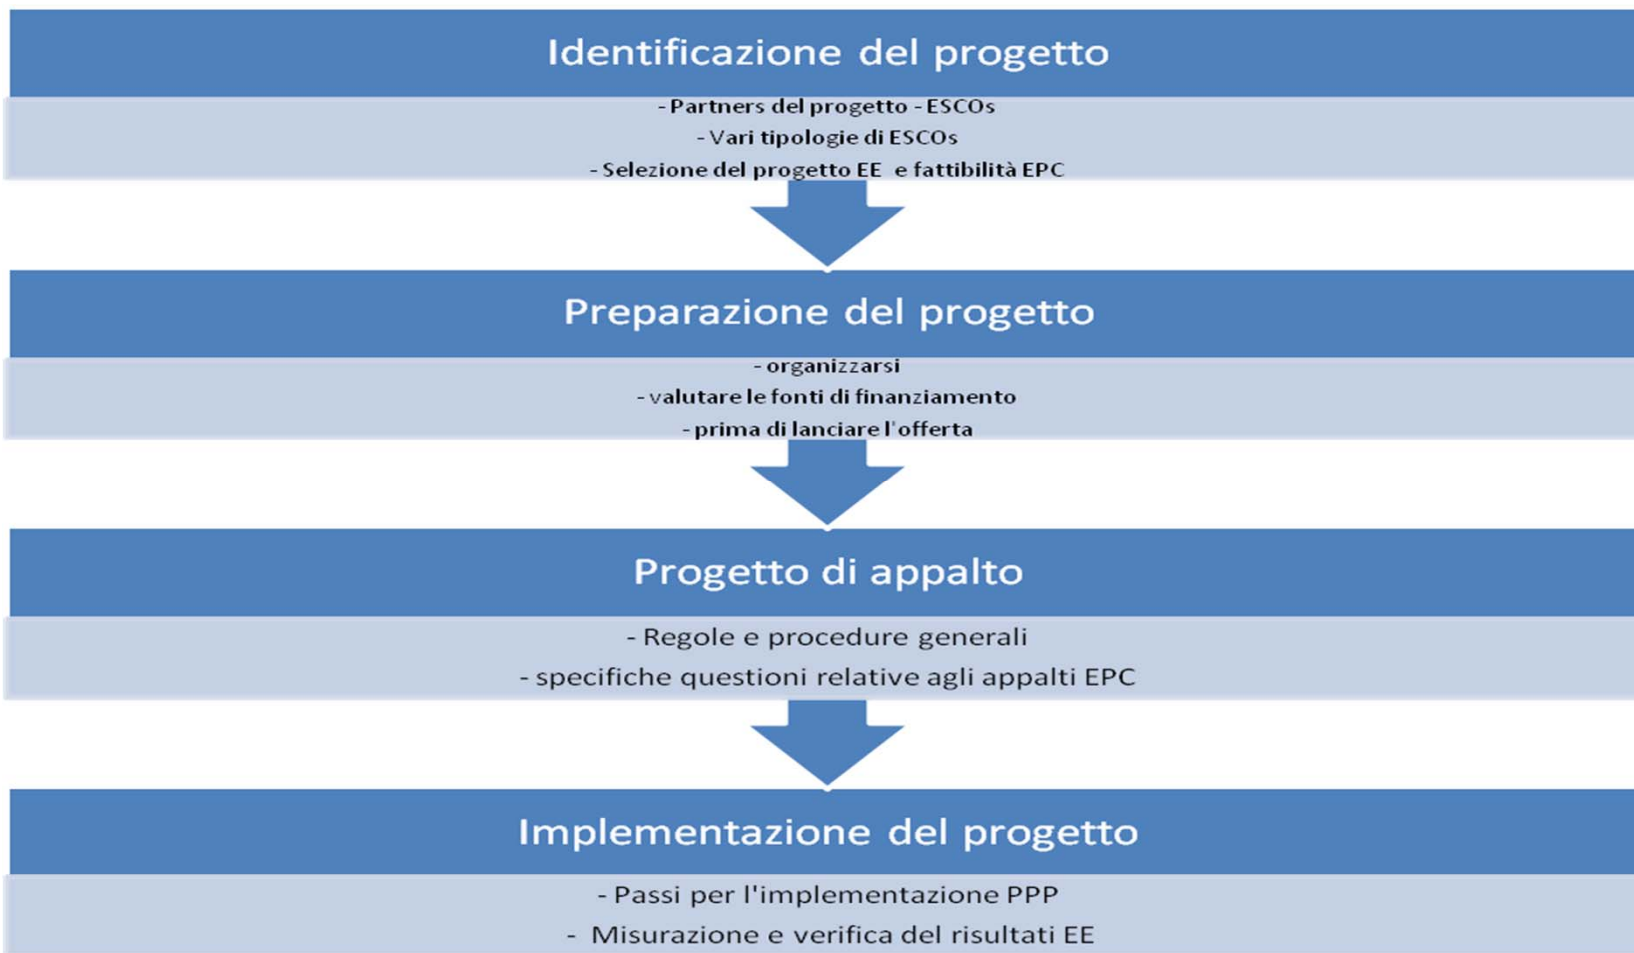 Identificazione del progetto
- Partners del progetto - ESCOs
- Vari tipologie di ESCOs
- Selezione del progetto EE e fattibilità EPC
Preparazione del progetto
- organizzarsi
- valutare le fonti di finanziamento
- prima di lanciare l'offerta
Progetto di appalto
- Regole e procedure generali
- specifiche questioni relative agli appalti EPC
Implementazione del progetto
- Passi per l'implementazione PPP
- Misurazione e verifica del risultati EE